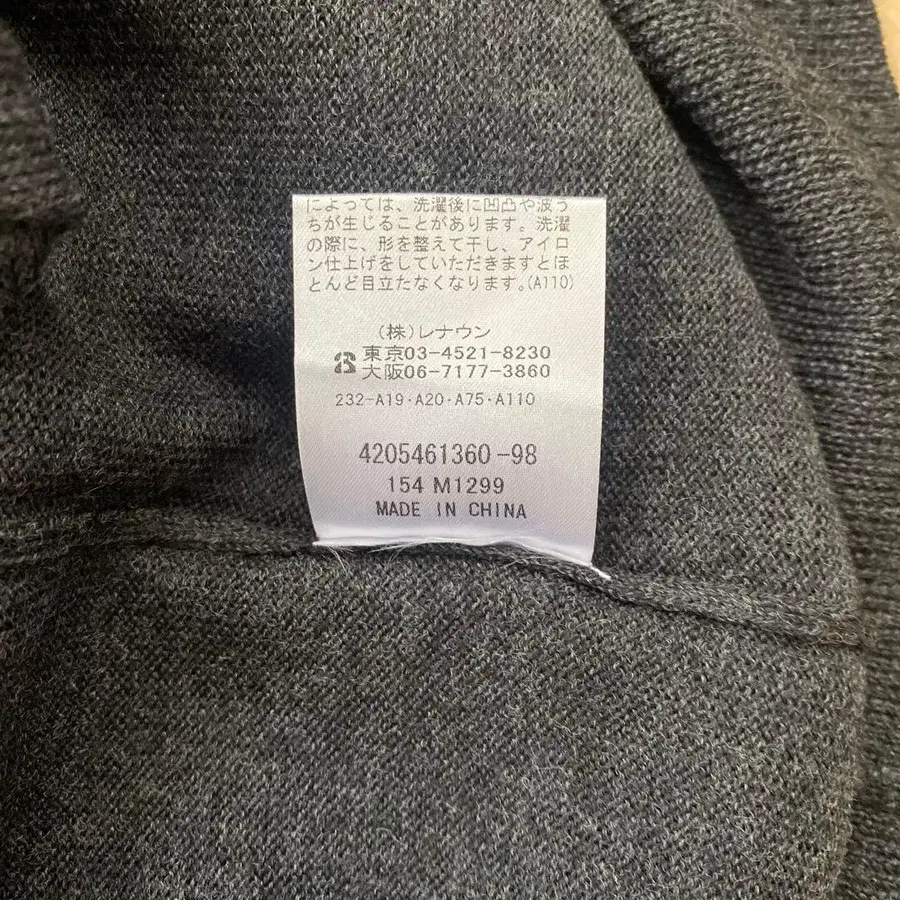 によっては、洗濯後に凹凸や波う
ちが生じることがあります。洗濯
の際に、形を整えて干し、アイロ
ン仕上げをしていただきますとほ
とんど目立たなくなります。(A110)
(株)レナウン
☎東京03-4521-8230
大阪06-7177-3860
232-A19・A20・A75・A110
4205461360-98
154 M1299
MADE IN CHINA